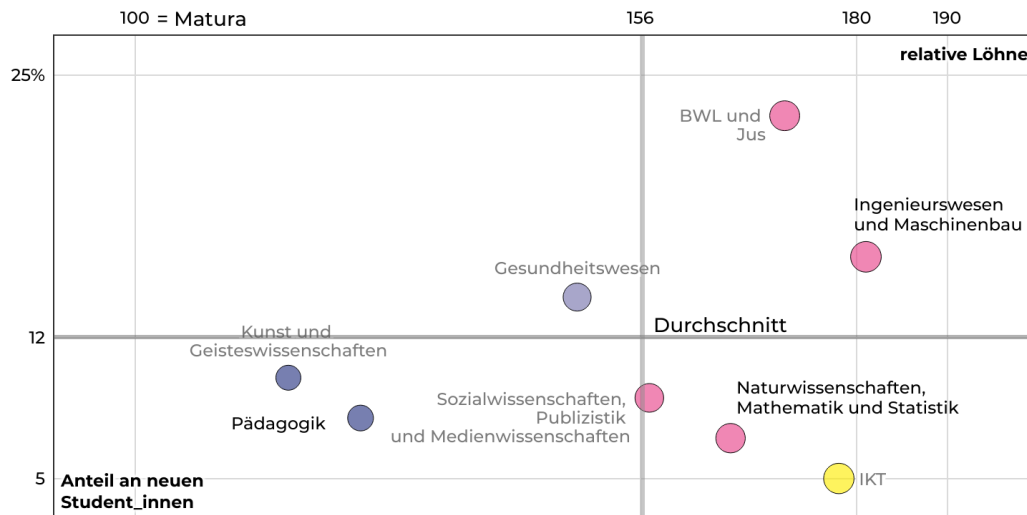 100 = Matura
156
180
190
relative Löhne
25%
BWL und
Jus
Ingenieurswesen
und Maschinenbau
Gesundheitswesen
Durchschnitt
12
Kunst und
Geisteswissenschaften
Pädagogik
Sozialwissenschaften,
Publizistik
und Medienwissenschaften
Naturwissenschaften,
Mathematik und Statistik
5
Anteil an neuen
Student_innen
IKT